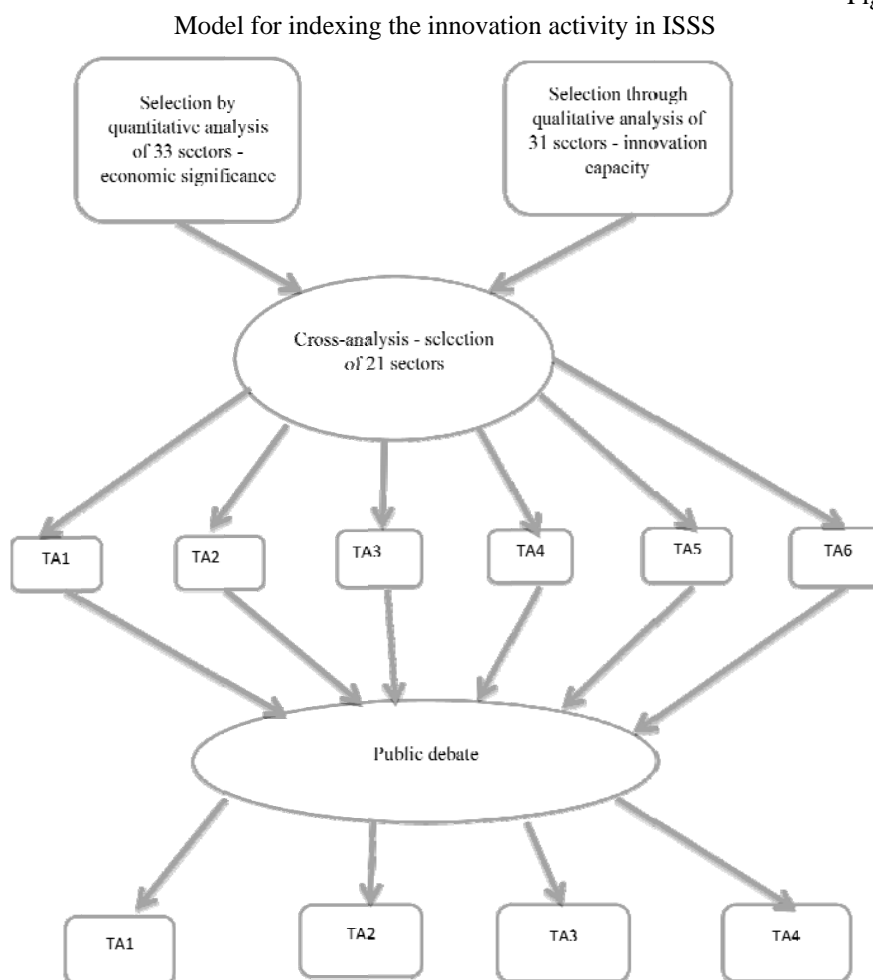 Model for indexing the innovation activity in ISSS
Selection by
quantitative analysis
of 33 sectors -
economic significance
Selection through
qualitative analysis of
31 sectors - innovation
capacity
Cross-analysis - selection
of 21 sectors
TA1
TA2
TA3
TA4
TA5
TA6
Public debate
TA1
TA2
TA3
TA4